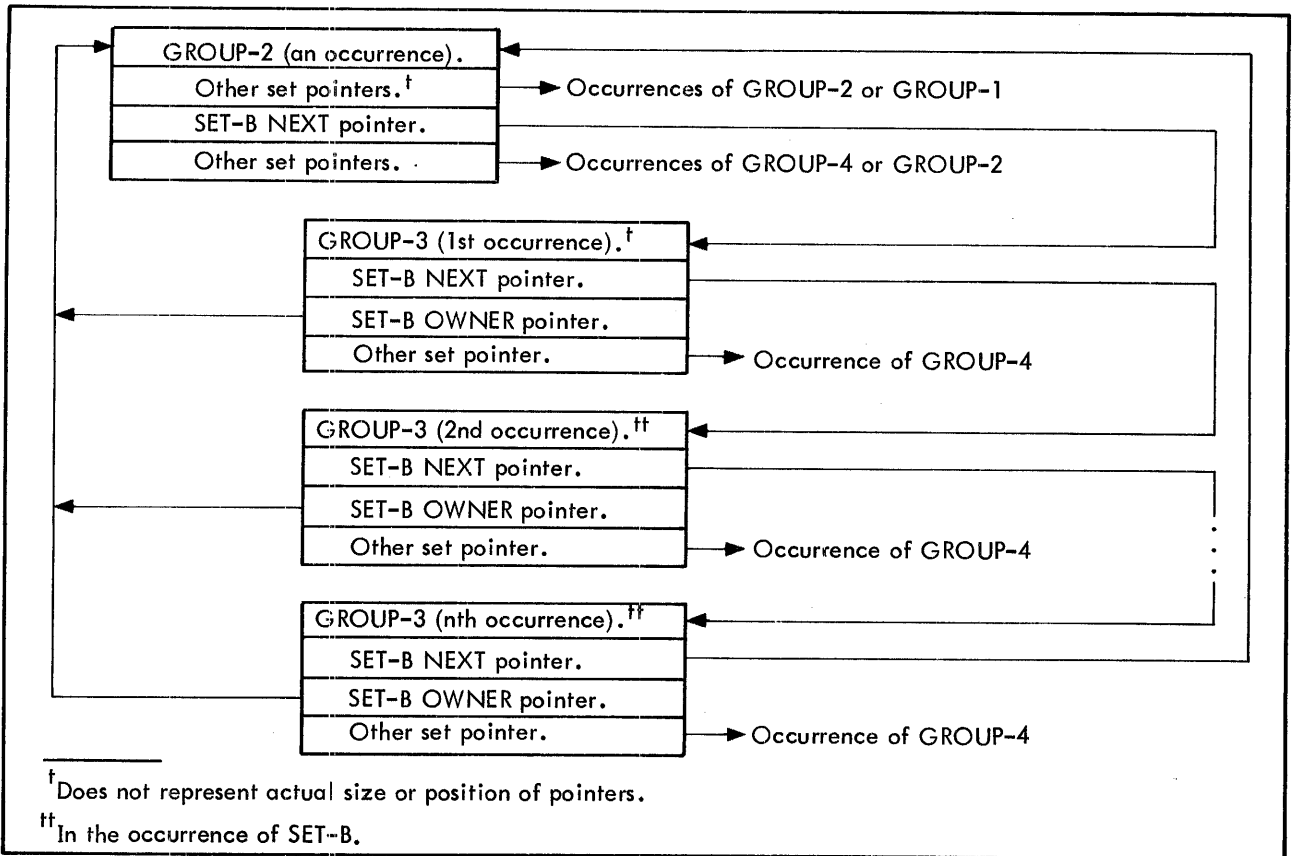 GROUP-2 (an occurrence).
Other set pointers.† Occurrences of GROUP-2 or GROUP-1
SET-B NEXT pointer.
Other set pointers. Occurrences of GROUP-4 or GROUP-2
GROUP-3 (1st occurrence).†
SET-B NEXT pointer.
SET-B OWNER pointer.
Other set pointer. Occurrence of GROUP-4
GROUP-3 (2nd occurrence).††
SET-B NEXT pointer.
SET-B OWNER pointer.
Other set pointer. Occurrence of GROUP-4
GROUP-3 (nth occurrence).††
SET-B NEXT pointer.
SET-B OWNER pointer.
Other set pointer. Occurrence of GROUP-4
†Does not represent actual size or position of pointers.
††In the occurrence of SET-B.